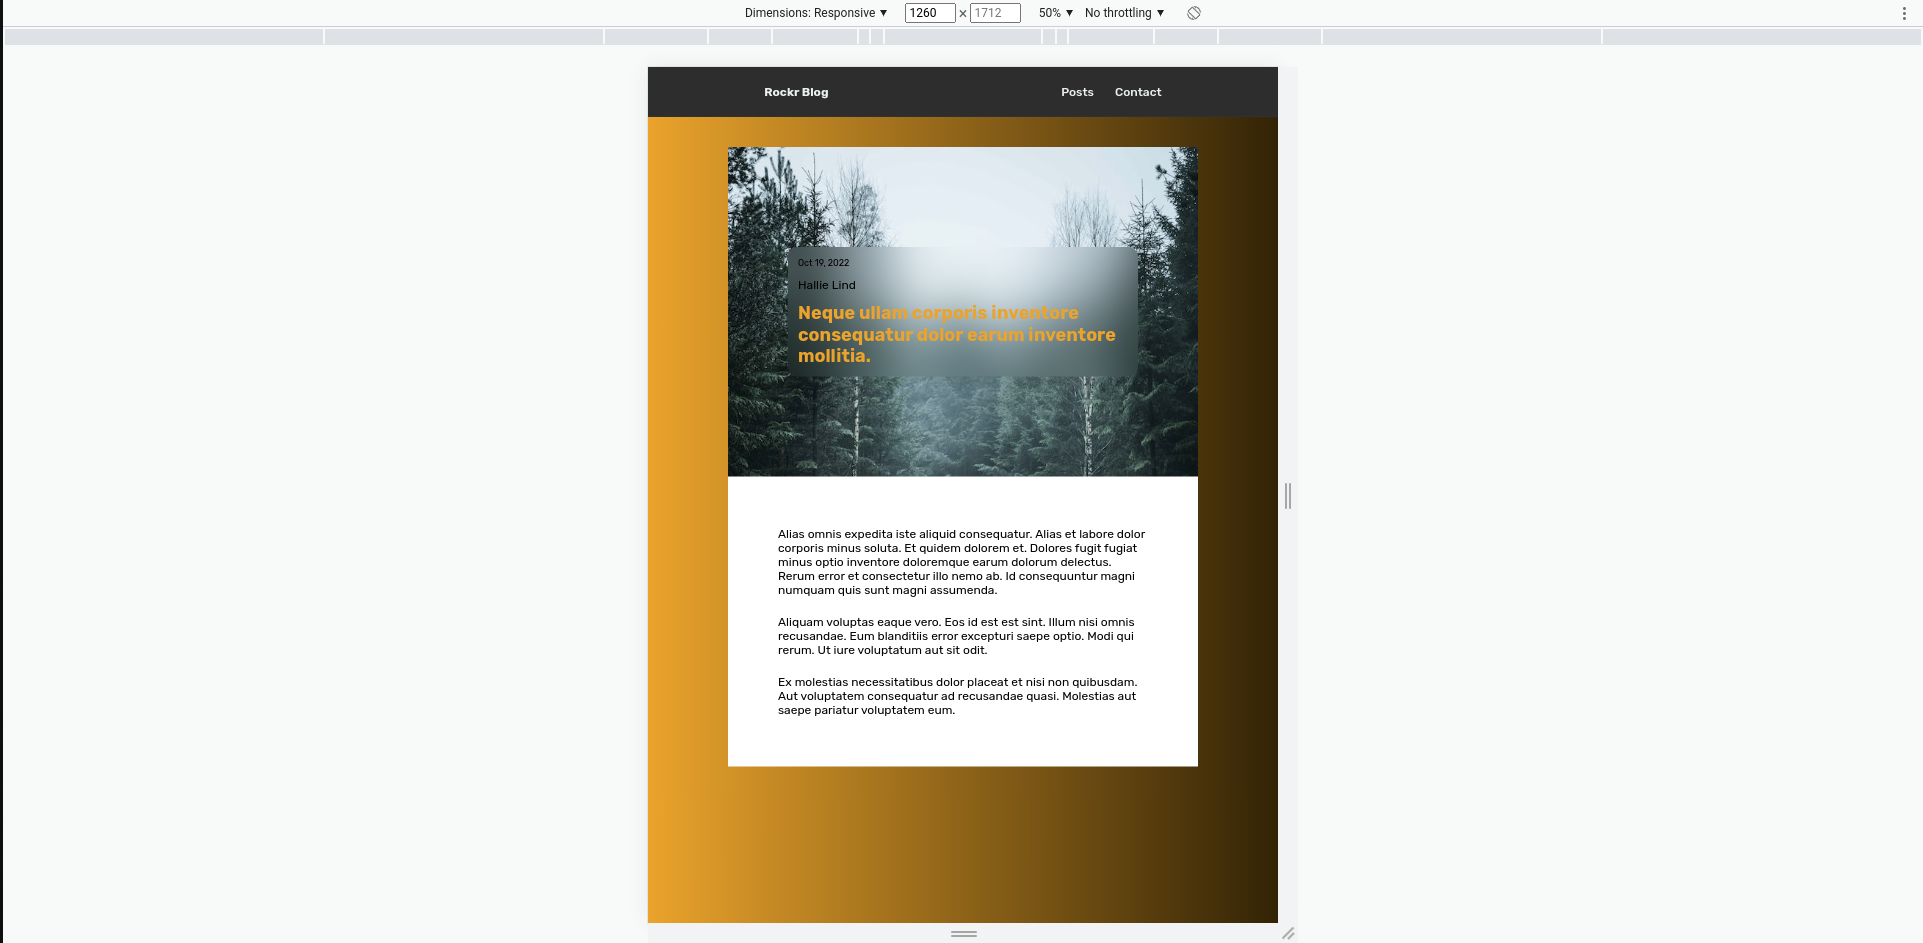 Dimensions: Responsive ▼ 1260 × 1712 50% ▼ No throttling ▼
Rockr Blog Posts Contact
Oct 19, 2022
Hallie Lind
Neque ullam corporis inventore
consequatur dolor earum inventore
mollitia.
Alias omnis expedita iste aliquid consequatur. Alias et labore dolor
corporis minus soluta. Et quidem dolorem et. Dolores fugit fugiat
minus optio inventore doloremque earum dolorum delectus.
Rerum error et consectetur illo nemo ab. Id consequuntur magni
numquam quis sunt magni assumenda.
Aliquam voluptas eaque vero. Eos id est est sint. Illum nisi omnis
recusandae. Eum blanditiis error excepturi saepe optio. Modi qui
rerum. Ut iure voluptatum aut sit odit.
Ex molestias necessitatibus dolor placeat et nisi non quibusdam.
Aut voluptatem consequatur ad recusandae quasi. Molestias aut
saepe pariatur voluptatem eum.